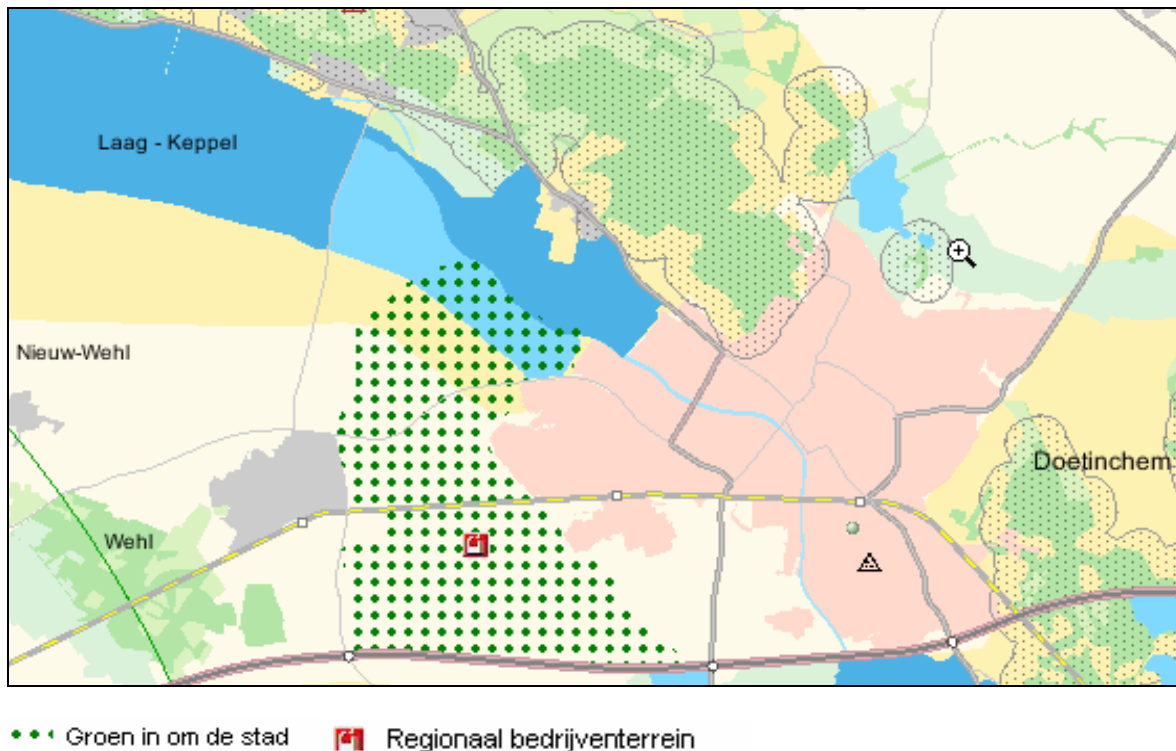 Laag - Keppel
Nieuw-Wehl
Doetinchem
Wehl
Groen in om de stad
Regionaal bedrijventerrein